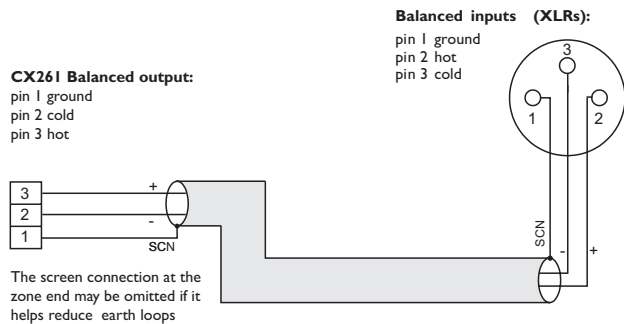 Balanced inputs (XLRs):
pin 1 ground
pin 2 hot
pin 3 cold
3
1
2
CX261 Balanced output:
pin 1 ground
pin 2 cold
pin 3 hot
3
2
1
+
-
SCN
SCN
-
+
The screen connection at the
zone end may be omitted if it
helps reduce earth loops